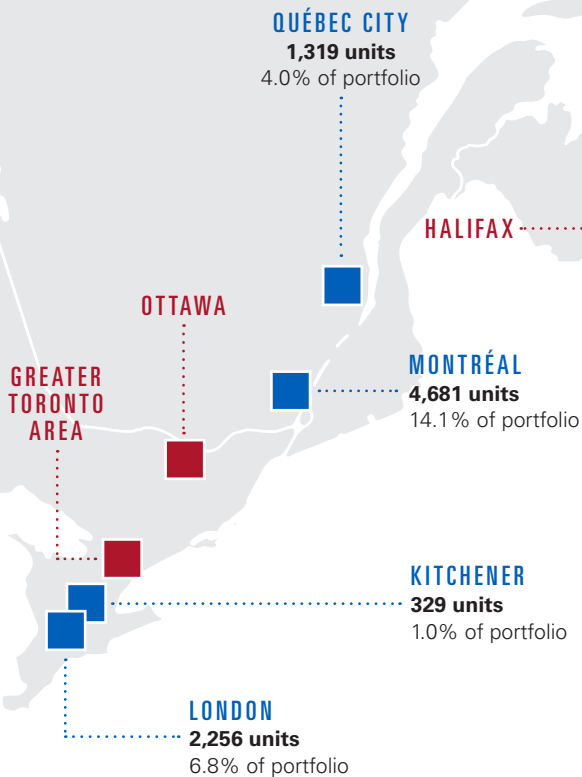 QUÉBEC CITY
1,319 units
4.0% of portfolio
HALIFAX
OTTAWA
MONTRÉAL
4,681 units
14.1% of portfolio
GREATER
TORONTO
AREA
KITCHENER
329 units
1.0% of portfolio
LONDON
2,256 units
6.8% of portfolio